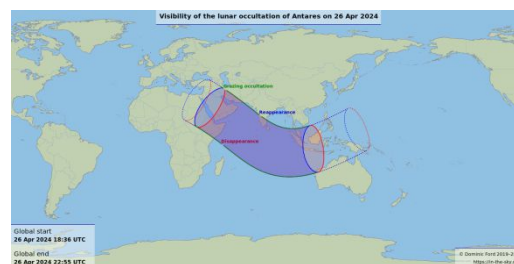 Visibility of the lunar occultation of Antares on 26 Apr 2024
Grazing occultation
Reappearance
Disappearance
Global start
26 Apr 2024 18:36 UTC
Global end
26 Apr 2024 22:55 UTC
© Dominic Ford 2019–2
https://in-the-sky.